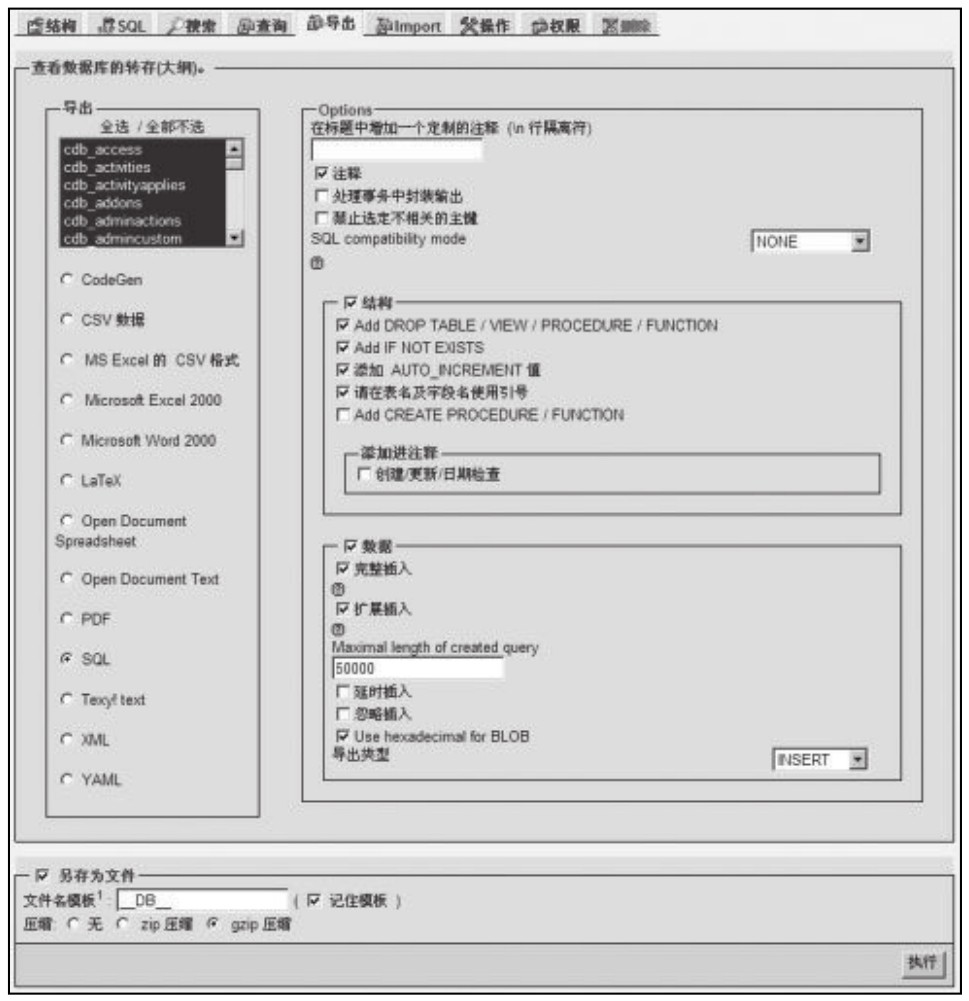 结构 SQL 搜索 查询 导出 Import 操作 权限 删除
查看数据库的转存(大纲)。
导出
全选 / 全部不选
cdb_access
cdb_activities
cdb_activityapplies
cdb_addons
cdb_adminactions
cdb_admincustom
CodeGen
CSV 数据
MS Excel 的 CSV 格式
Microsoft Excel 2000
Microsoft Word 2000
LaTeX
Open Document
Spreadsheet
Open Document Text
PDF
SQL
Texy! text
XML
YAML
Options
在标题中增加一个定制的注释 (\n 行隔离符)
注释
处理事务中封装输出
禁止选定不相关的主键
SQL compatibility mode NONE
结构
Add DROP TABLE / VIEW / PROCEDURE / FUNCTION
Add IF NOT EXISTS
添加 AUTO_INCREMENT 值
请在表名及字段名使用引号
Add CREATE PROCEDURE / FUNCTION
添加进注释
创建/更新/日期检查
数据
完整插入
扩展插入
Maximal length of created query
50000
延时插入
忽略插入
Use hexadecimal for BLOB
导出类型 INSERT
另存为文件
文件名模板1: __DB__ ( 记住模板 )
压缩: 无 zip 压缩 gzip 压缩
执行